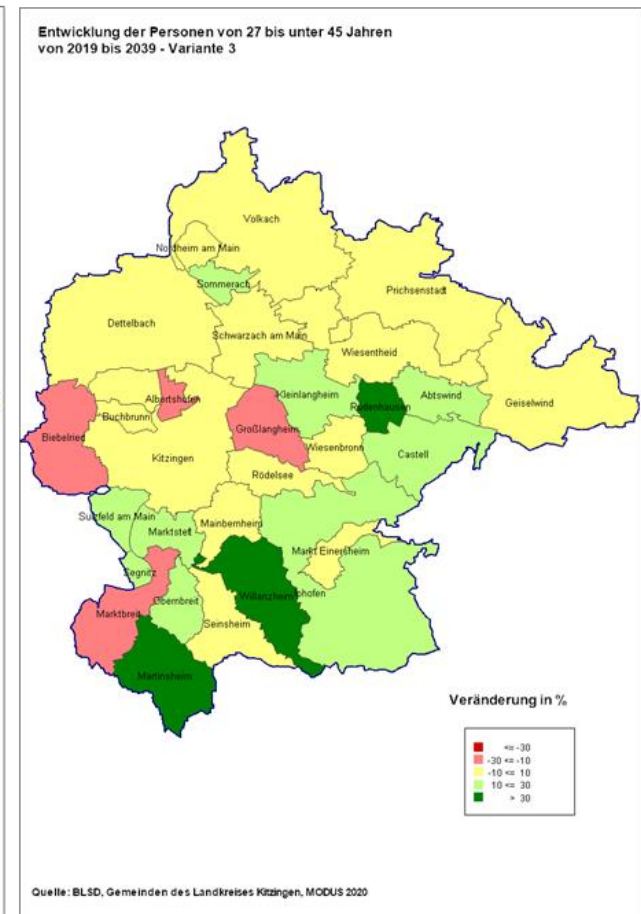 Entwicklung der Personen von 27 bis unter 45 Jahren
von 2019 bis 2039 - Variante 3
Volkach
Nordheim am Main
Sommerach
Prichsenstadt
Dettelbach
Schwarzach am Main
Wiesentheid
Kleinlangheim
Abtswind
Rüdenhausen
Geiselwind
Albertshofen
Buchbrunn
Großlangheim
Biebelried
Wiesenbronn
Castell
Kitzingen
Rödelsee
Sulzfeld am Main
Mainbernheim
Marktsteft
Markt Einersheim
Segnitz
Willanzheim
Iphofen
Obernbreit
Marktbreit
Seinsheim
Martinsheim
Veränderung in %
<= -30
-30 <= -10
-10 <= 10
10 <= 30
> 30
Quelle: BLSD, Gemeinden des Landkreises Kitzingen, MODUS 2020